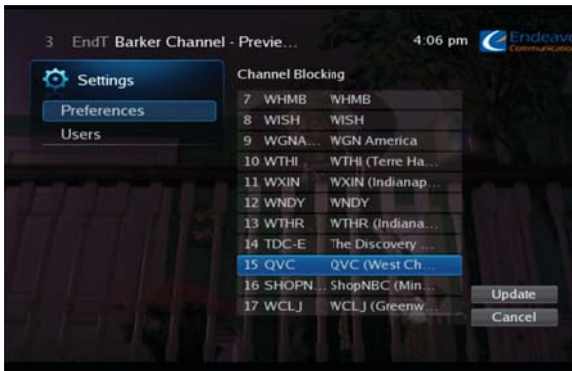 3 EndT Barker Channel - Previe... 4:06 pm Endeavo
Communication
Settings
Preferences
Users
Channel Blocking
7 WHMB WHMB
8 WISH WISH
9 WGNA... WGN America
10 WTHI WTHI (Terre Ha...
11 WXIN WXIN (Indianap...
12 WNDY WNDY
13 WTHR WTHR (Indiana...
14 TDC-E The Discovery ...
15 QVC QVC (West Ch...
16 SHOPN... ShopNBC (Min...
17 WCLJ WCLJ (Greenw...
Update
Cancel